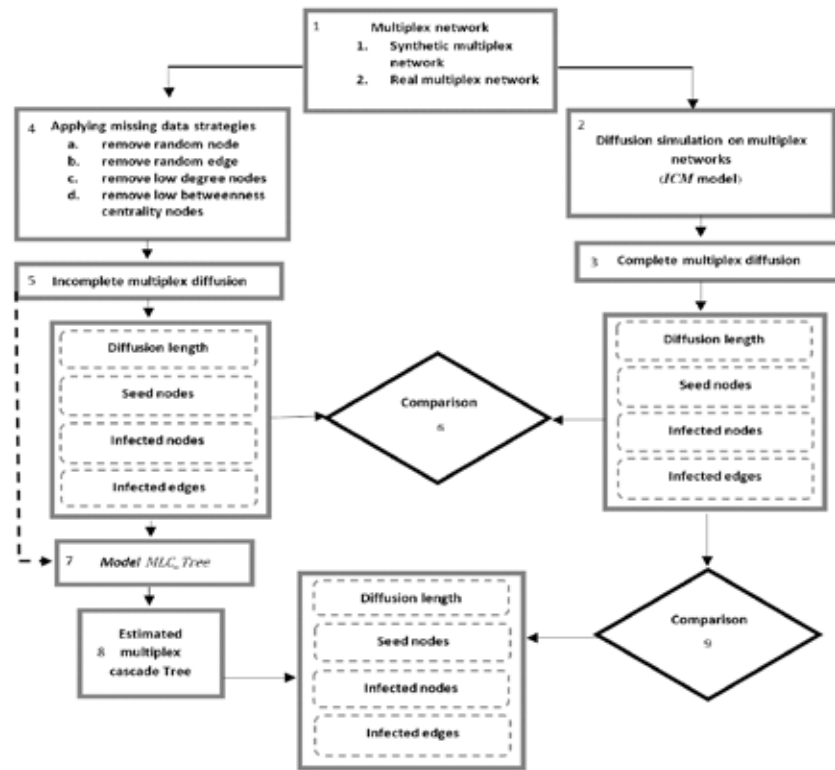 1 Multiplex network
1. Synthetic multiplex
network
2. Real multiplex network
4 Applying missing data strategies
a. remove random node
b. remove random edge
c. remove low degree nodes
d. remove low betweenness
centrality nodes
2
Diffusion simulation on multiplex
networks
(ICM model)
5 Incomplete multiplex diffusion
3 Complete multiplex diffusion
Diffusion length
Seed nodes
Infected nodes
Infected edges
Comparison
6
Diffusion length
Seed nodes
Infected nodes
Infected edges
7 Model MLC_Tree
8 Estimated
multiplex
cascade Tree
Diffusion length
Seed nodes
Infected nodes
Infected edges
Comparison
9